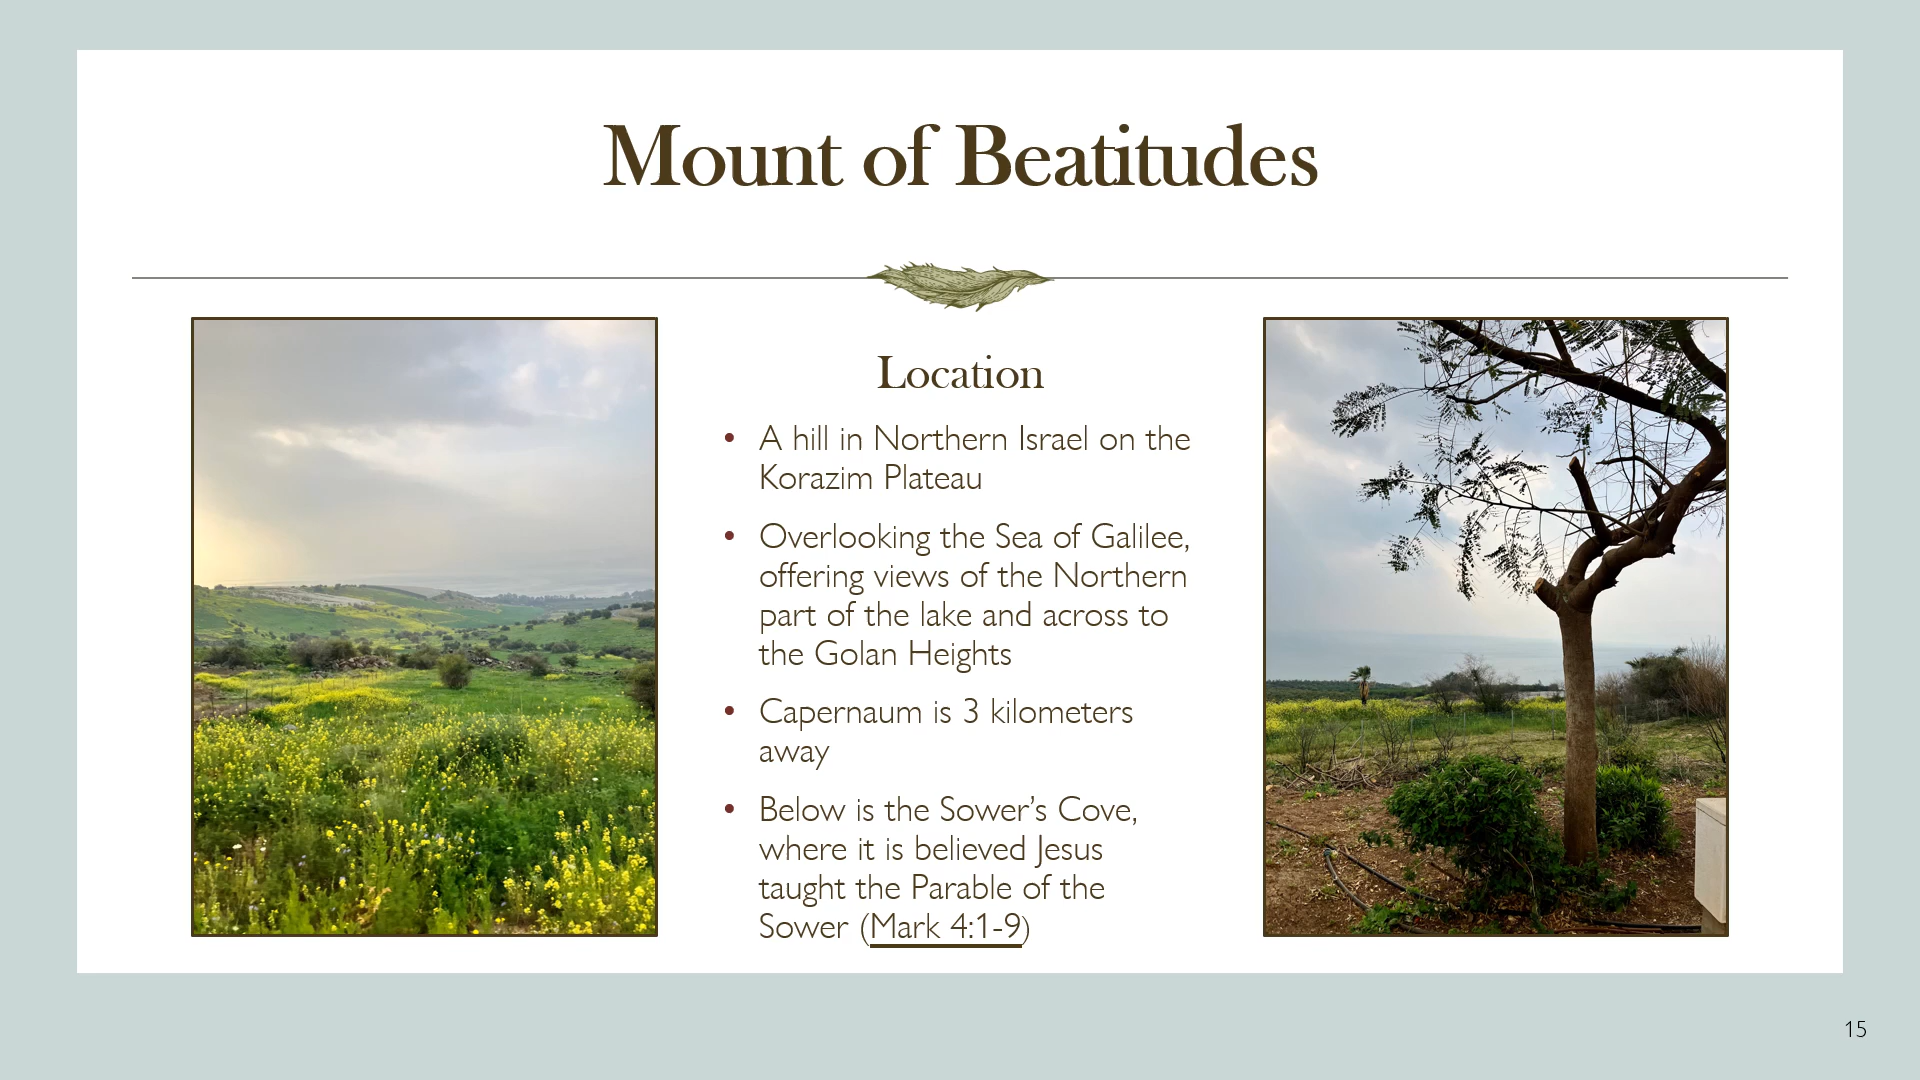 Mount of Beatitudes
Location
• A hill in Northern Israel on the
Korazim Plateau
• Overlooking the Sea of Galilee,
offering views of the Northern
part of the lake and across to
the Golan Heights
• Capernaum is 3 kilometers
away
• Below is the Sower’s Cove,
where it is believed Jesus
taught the Parable of the
Sower (Mark 4:1-9)
15